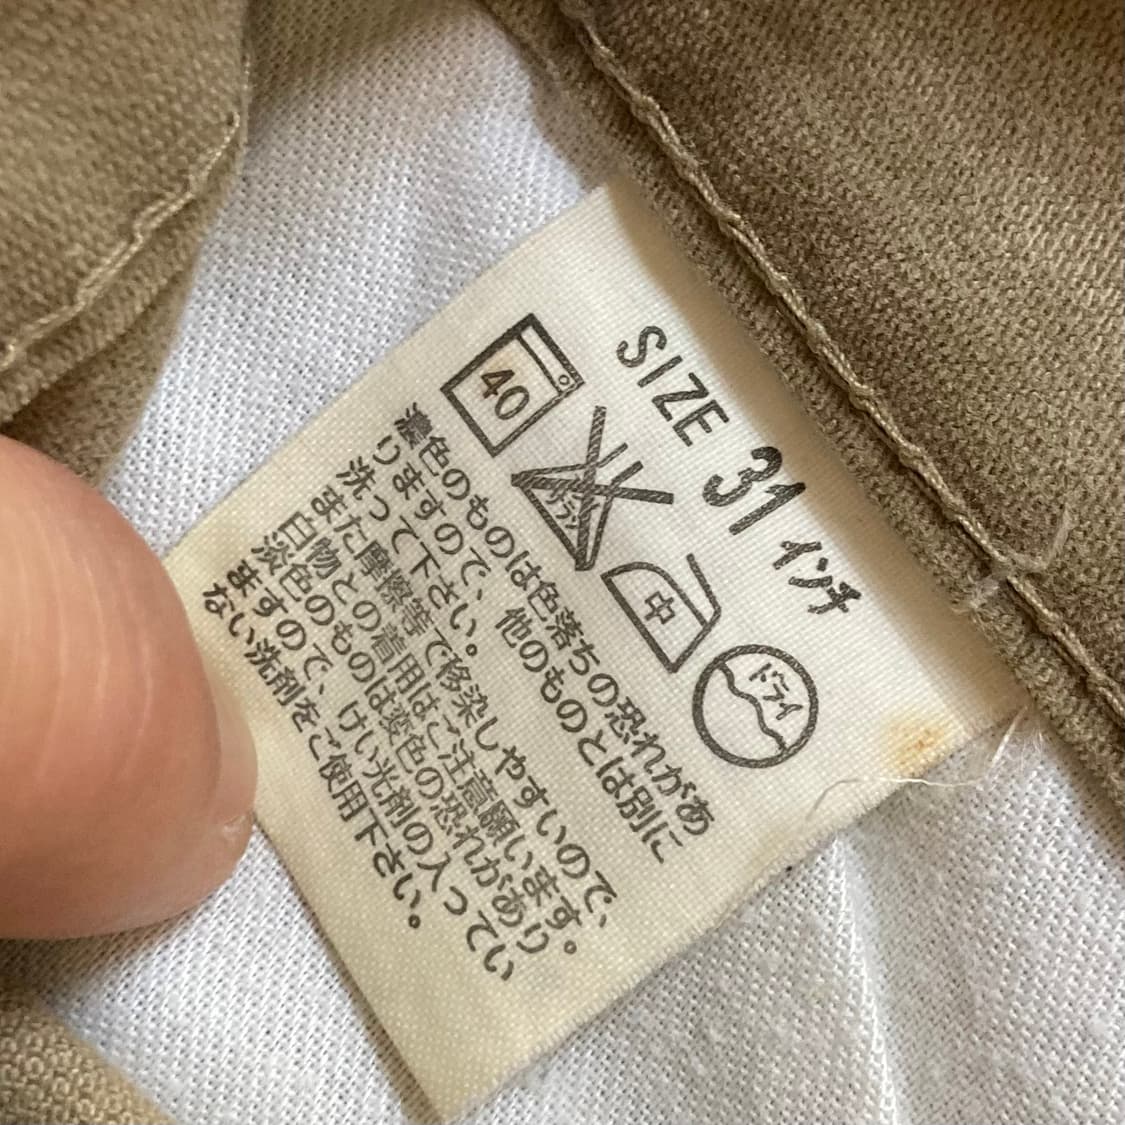 SIZE 31 インチ
40
中
ドライ
濃色のものは色落ちの恐れがあ
りますので、他のものとは別に
洗って下さい。
また摩擦等で移染しやすいので、
白物との着用はご注意願います。
淡色のものは変色の恐れがあり
ますので、けい光剤の入ってい
ない洗剤をご使用下さい。